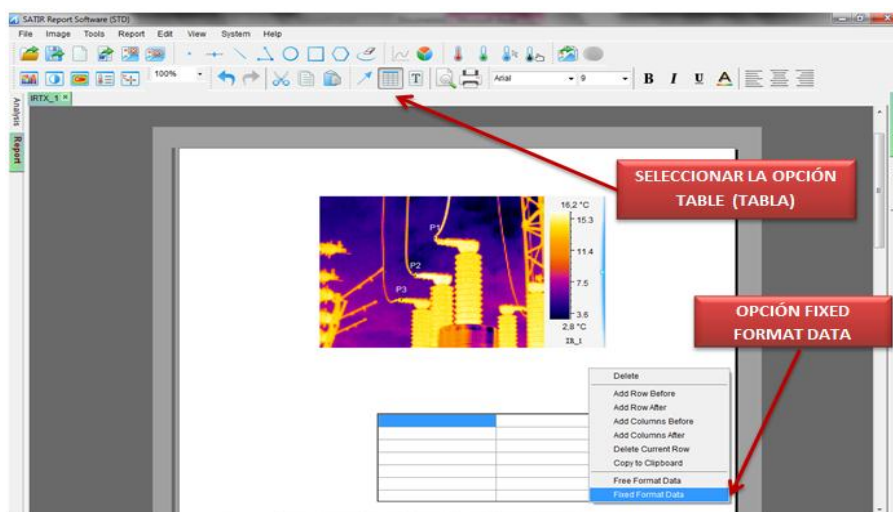 SATIR Report Software (STD)
File Image Tools Report Edit View System Help
100%
T
Arial
9
B I U A
IRTX_1
Analysis
Report
SELECCIONAR LA OPCIÓN
TABLE (TABLA)
16,2 °C
15.3
P1
11.4
P2
7.5
P3
3.6
2,8 °C
IR_1
OPCIÓN FIXED
FORMAT DATA
Delete
Add Row Before
Add Row After
Add Columns Before
Add Columns After
Delete Current Row
Copy to Clipboard
Free Format Data
Fixed Format Data